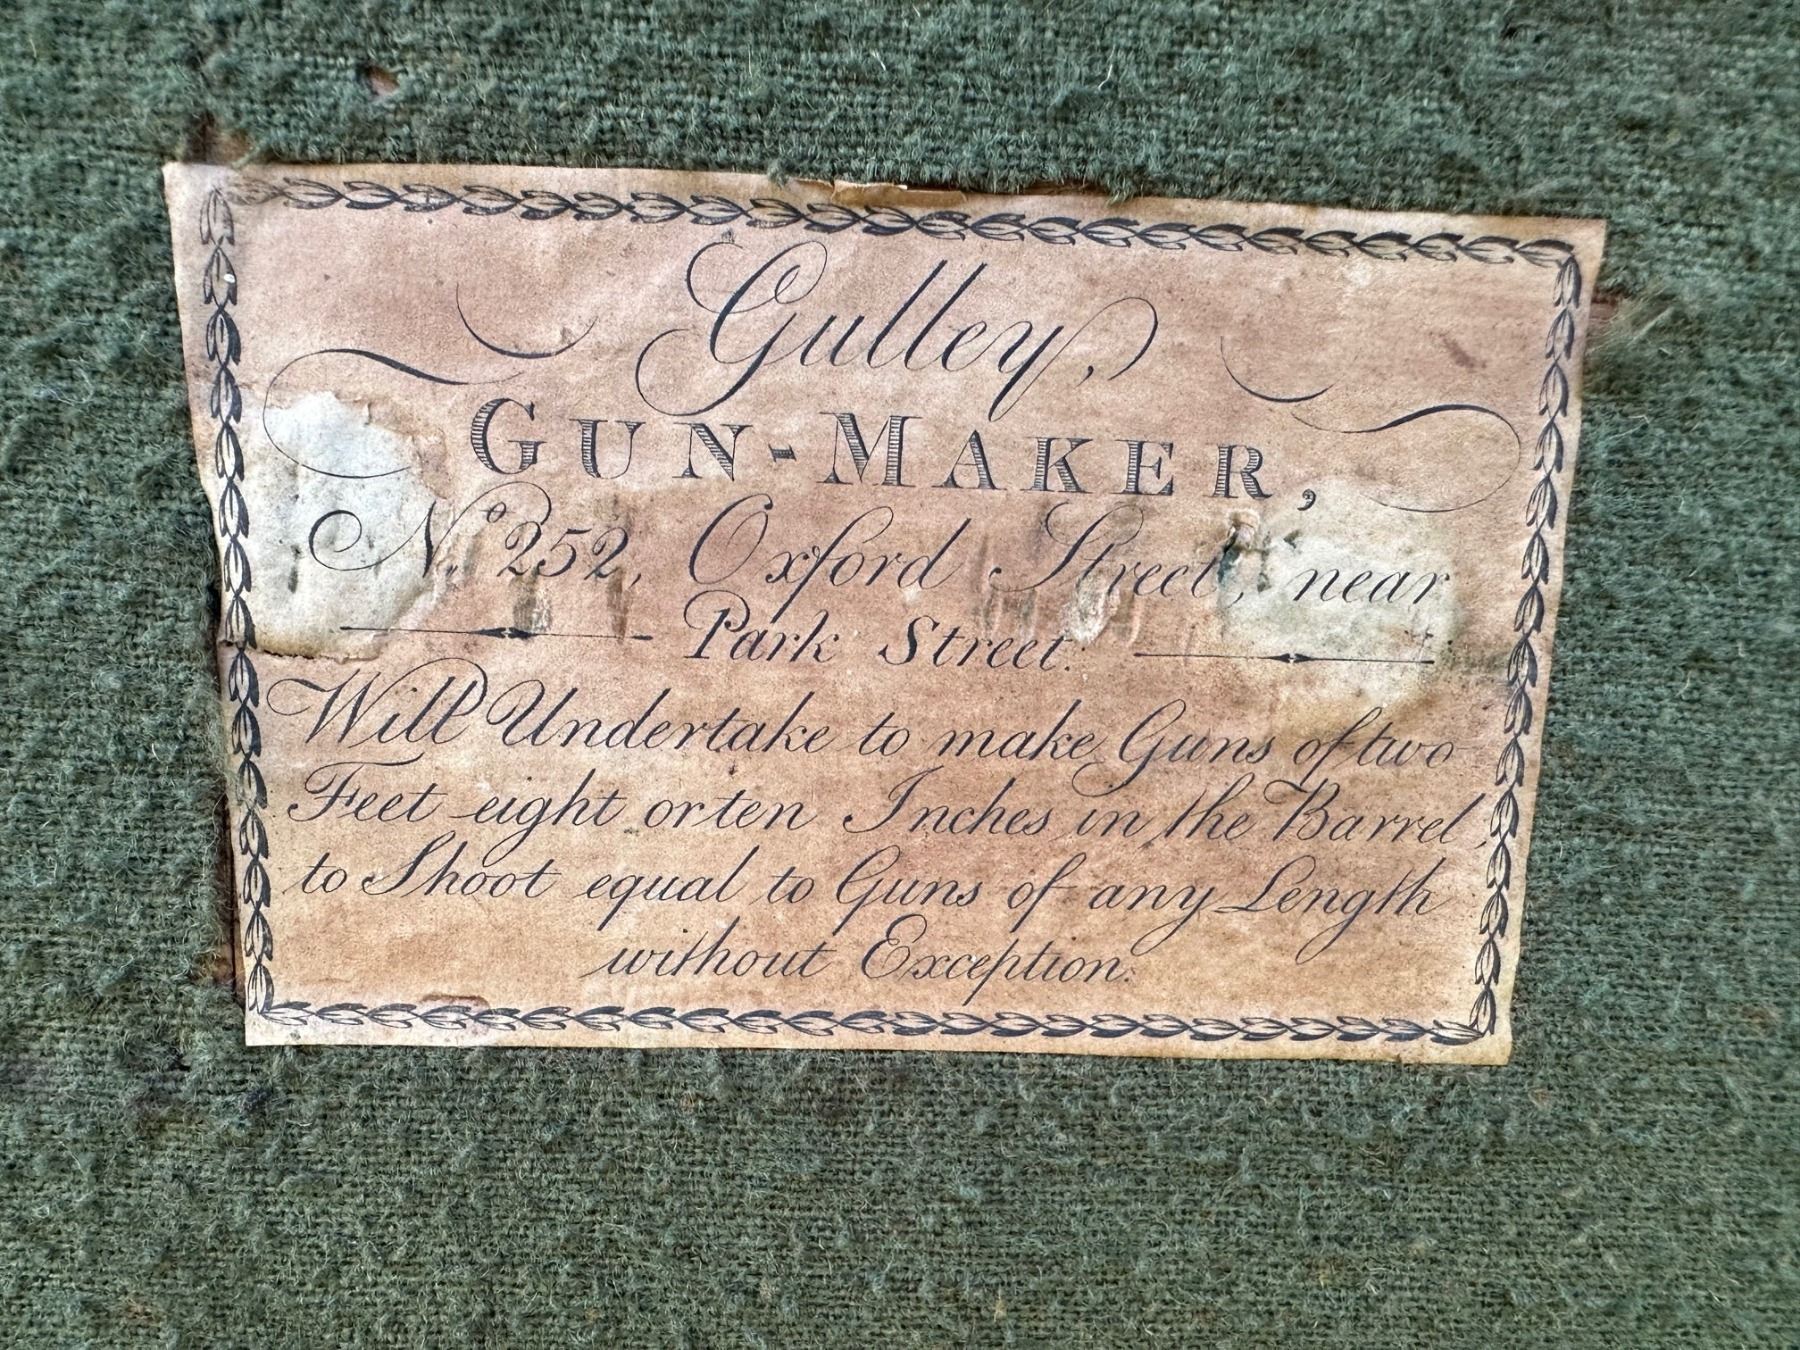 Gulley,
GUN-MAKER,
No. 252, Oxford Street, near
Park Street.
Will Undertake to make Guns of two
Feet eight or ten Inches in the Barrel,
to Shoot equal to Guns of any Length
without Exception.